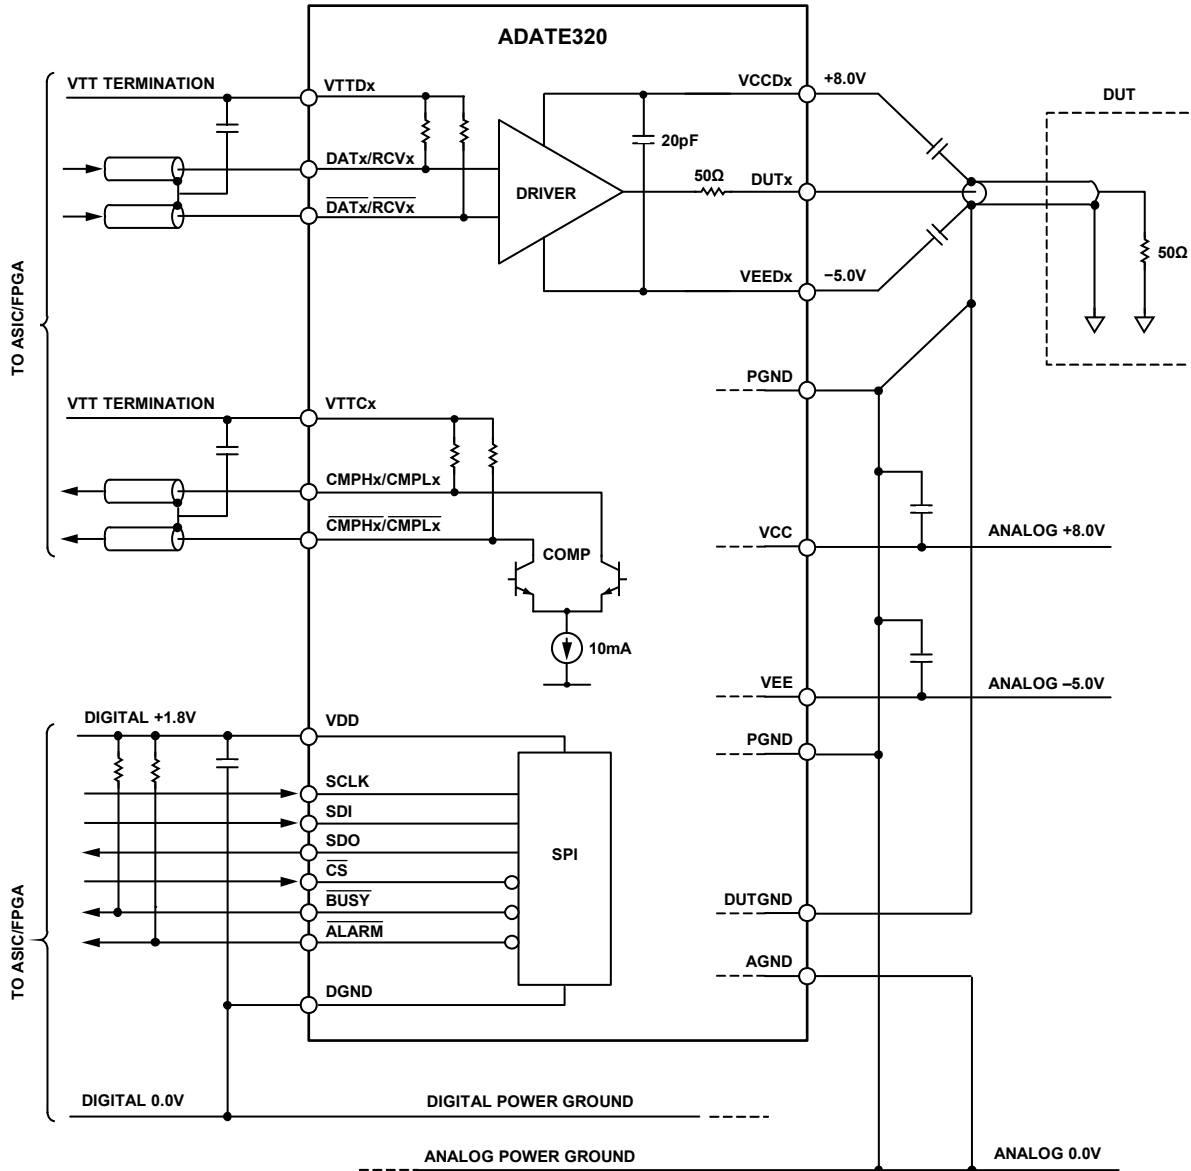 ADATE320
VTT TERMINATION
VTTDx
VCCDx
+8.0V
DUT
20pF
DATx/RCVx
DRIVER
50Ω
DUTx
DATx/RCVx
50Ω
VEEDx
–5.0V
TO ASIC/FPGA
PGND
VTT TERMINATION
VTTCx
CMPHx/CMPLx
CMPHx/CMPLx
COMP
VCC
ANALOG +8.0V
10mA
VEE
ANALOG –5.0V
DIGITAL +1.8V
VDD
PGND
SCLK
SDI
SDO
SPI
CS
BUSY
DUTGND
ALARM
TO ASIC/FPGA
AGND
DGND
DIGITAL 0.0V
DIGITAL POWER GROUND
ANALOG POWER GROUND
ANALOG 0.0V